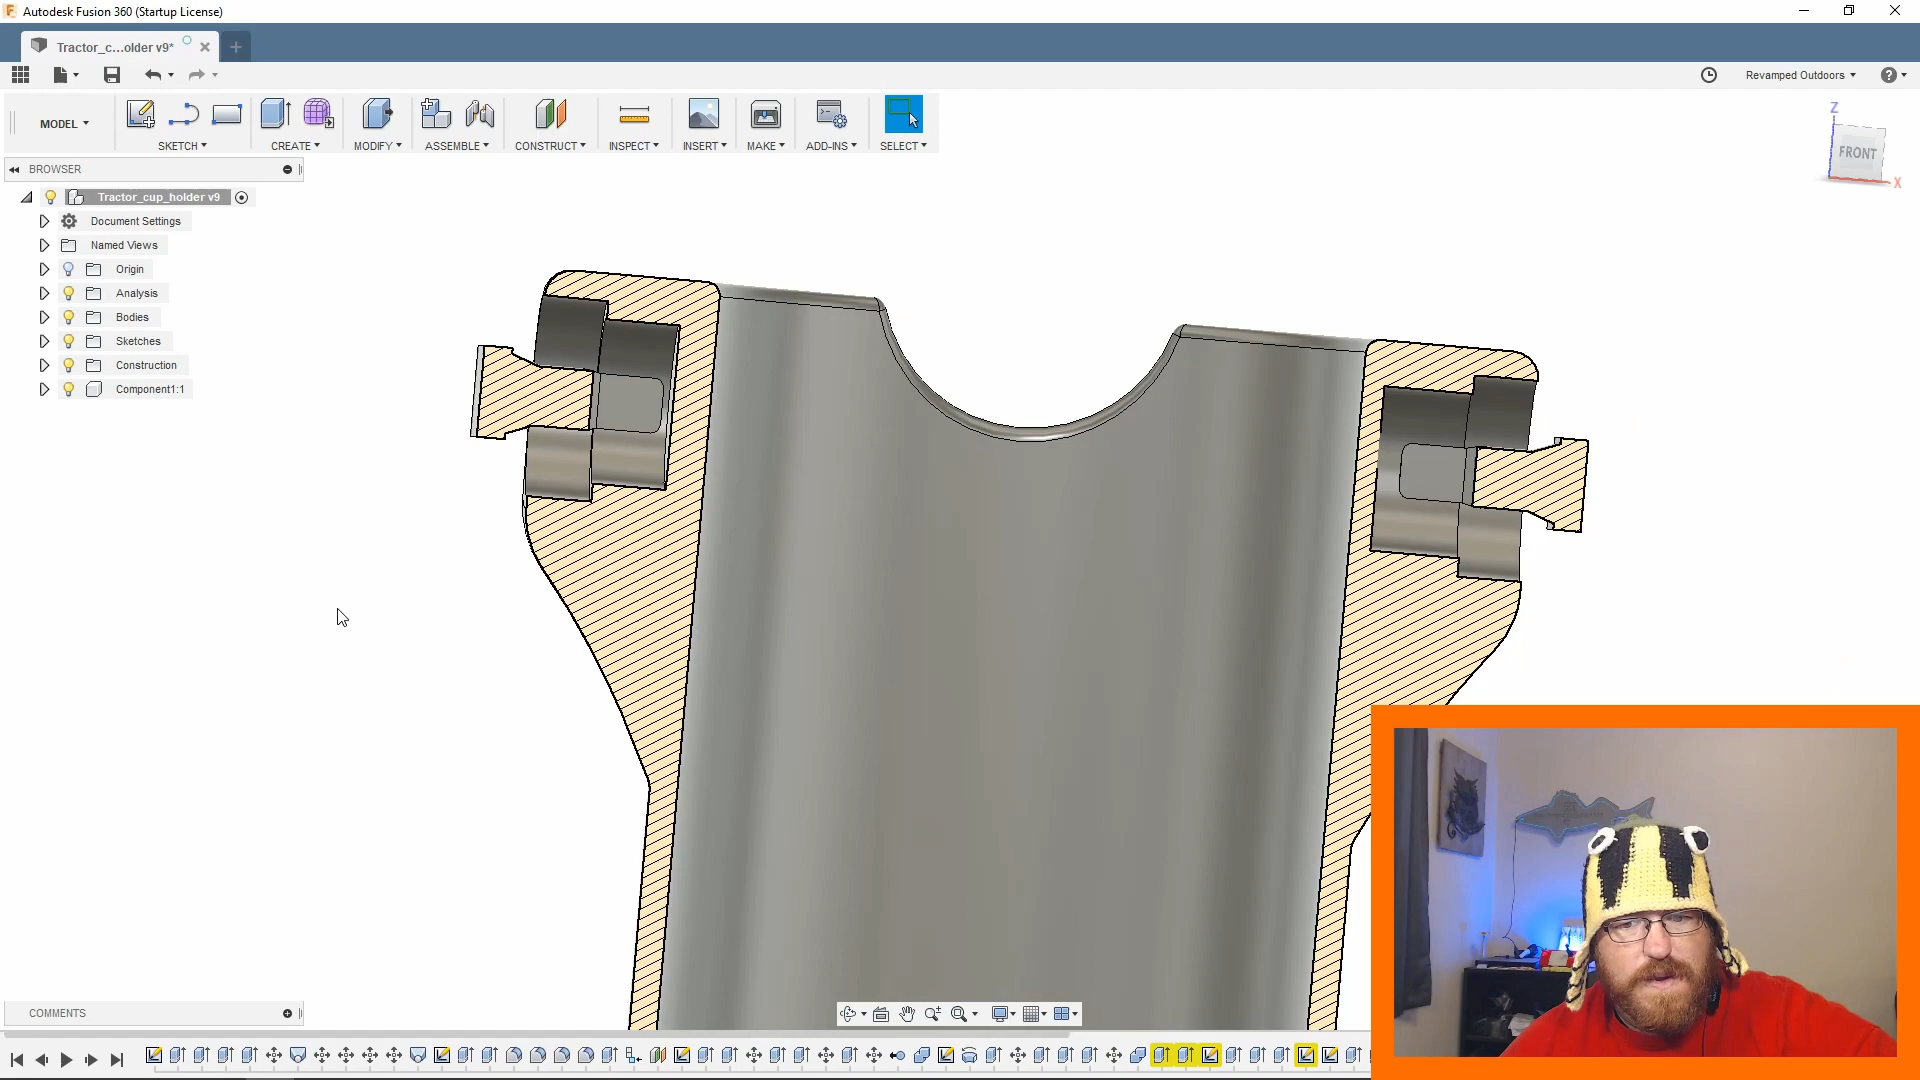 Autodesk Fusion 360 (Startup License)
Tractor_c...older v9*
Revamped Outdoors
MODEL
SKETCH
CREATE
MODIFY
ASSEMBLE
CONSTRUCT
INSPECT
INSERT
MAKE
ADD-INS
SELECT
Z
FRONT
X
BROWSER
Tractor_cup_holder v9
Document Settings
Named Views
Origin
Analysis
Bodies
Sketches
Construction
Component1:1
COMMENTS